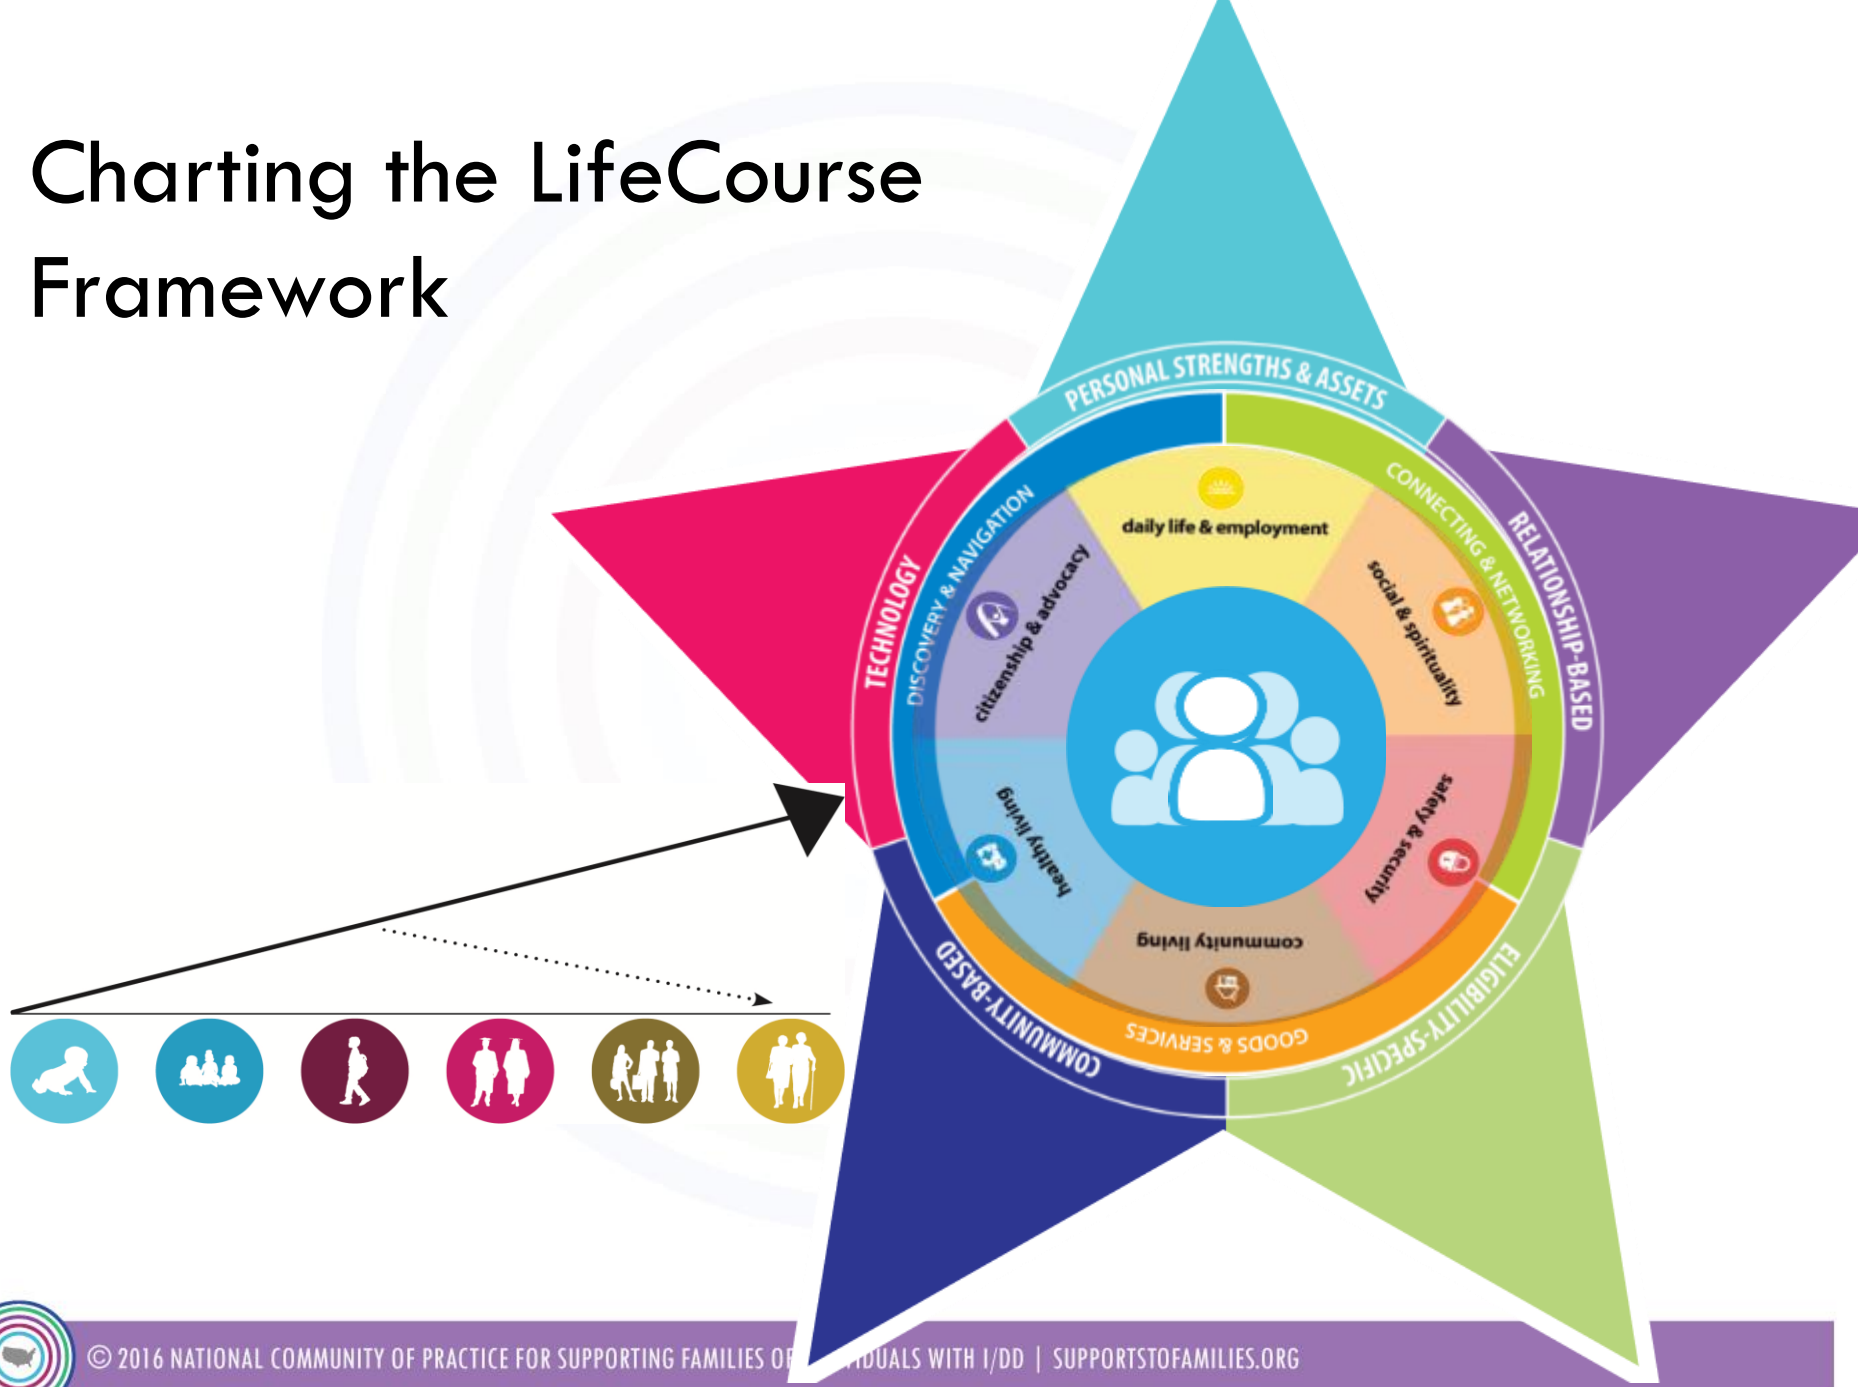 Charting the LifeCourse
Framework
PERSONAL STRENGTHS & ASSETS
TECHNOLOGY
RELATIONSHIP-BASED
COMMUNITY-BASED
ELIGIBILITY-SPECIFIC
DISCOVERY & NAVIGATION
CONNECTING & NETWORKING
GOODS & SERVICES
daily life & employment
social & spirituality
safety & security
community living
healthy living
citizenship & advocacy
© 2016 NATIONAL COMMUNITY OF PRACTICE FOR SUPPORTING FAMILIES OF IDUALS WITH I/DD | SUPPORTSTOFAMILIES.ORG